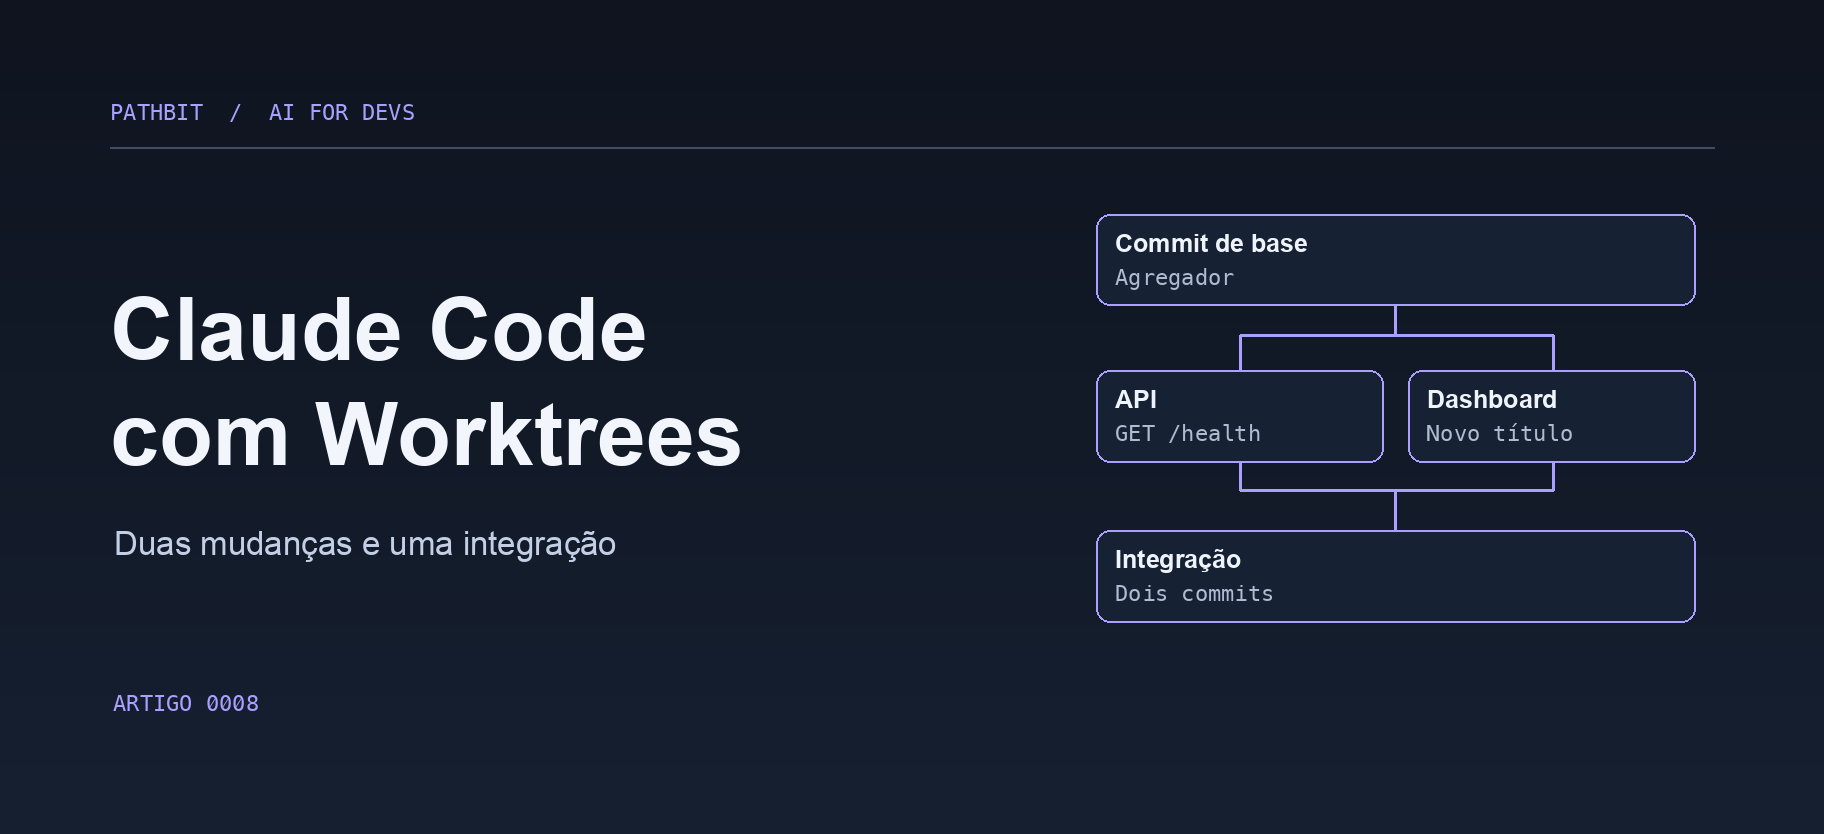 PATHBIT / AI FOR DEVS
Claude Code
com Worktrees
Duas mudanças e uma integração
ARTIGO 0008
Commit de base
Agregador
API
GET /health
Dashboard
Novo título
Integração
Dois commits